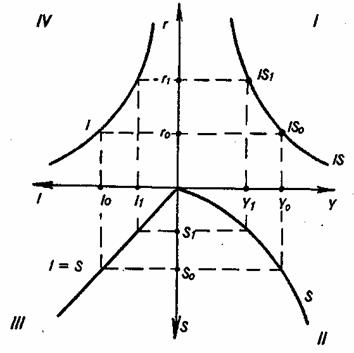 IV r I
r₁ IS₁
I r₀ IS₀
IS
I I₀ I₁ Y₁ Y₀ Y
S₁
I = S S₀ S
III S II